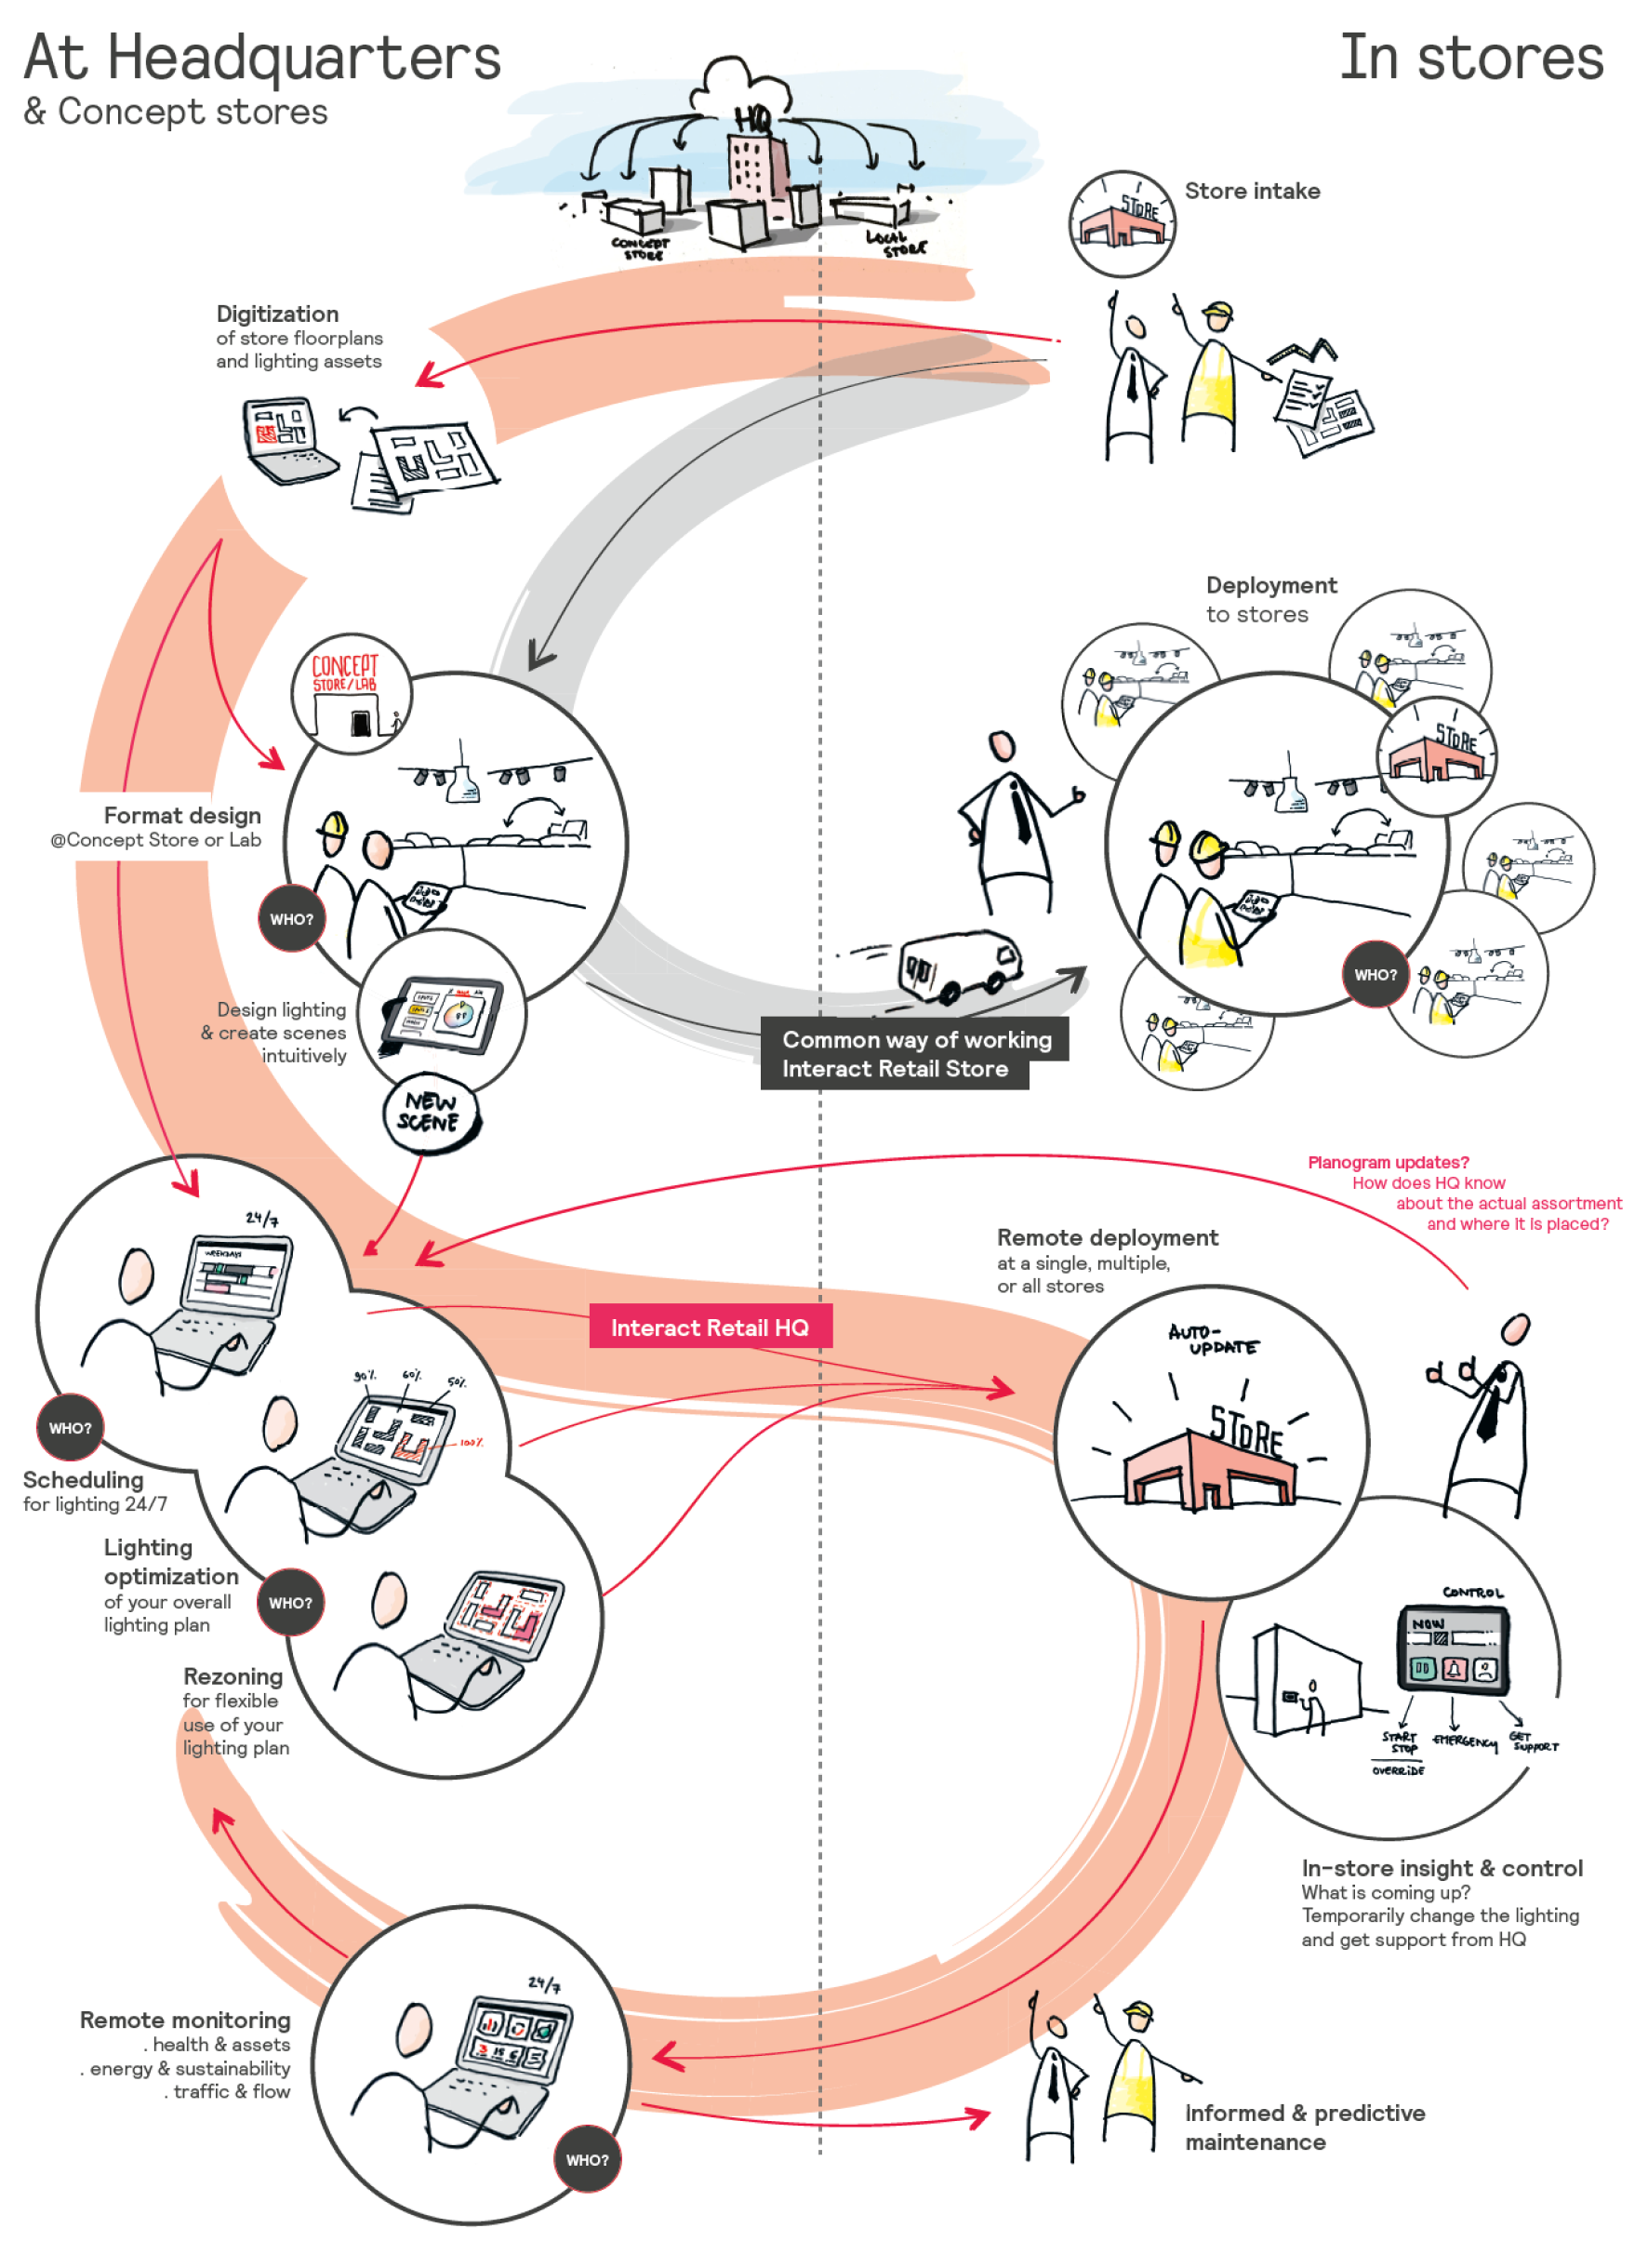 At Headquarters
& Concept stores
In stores
HQ
CONCEPT
STORE
LOCAL
STORE
STORE
Store intake
Digitization
of store floorplans
and lighting assets
Deployment
to stores
CONCEPT
STORE/LAB
STORE
Format design
@Concept Store or Lab
WHO?
WHO?
Design lighting
& create scenes
intuitively
Common way of working
Interact Retail Store
NEW
SCENE
Planogram updates?
How does HQ know
about the actual assortment
and where it is placed?
24/7
WEEKDAYS
Remote deployment
at a single, multiple,
or all stores
Interact Retail HQ
AUTO-
UPDATE
STORE
90% 60% 50%
100%
WHO?
Scheduling
for lighting 24/7
Lighting
optimization
of your overall
lighting plan
WHO?
Rezoning
for flexible
use of your
lighting plan
CONTROL
NOW
START
STOP
OVERRIDE
EMERGENCY
GET
SUPPORT
In-store insight & control
What is coming up?
Temporarily change the lighting
and get support from HQ
24/7
Remote monitoring
. health & assets
. energy & sustainability
. traffic & flow
WHO?
Informed & predictive
maintenance